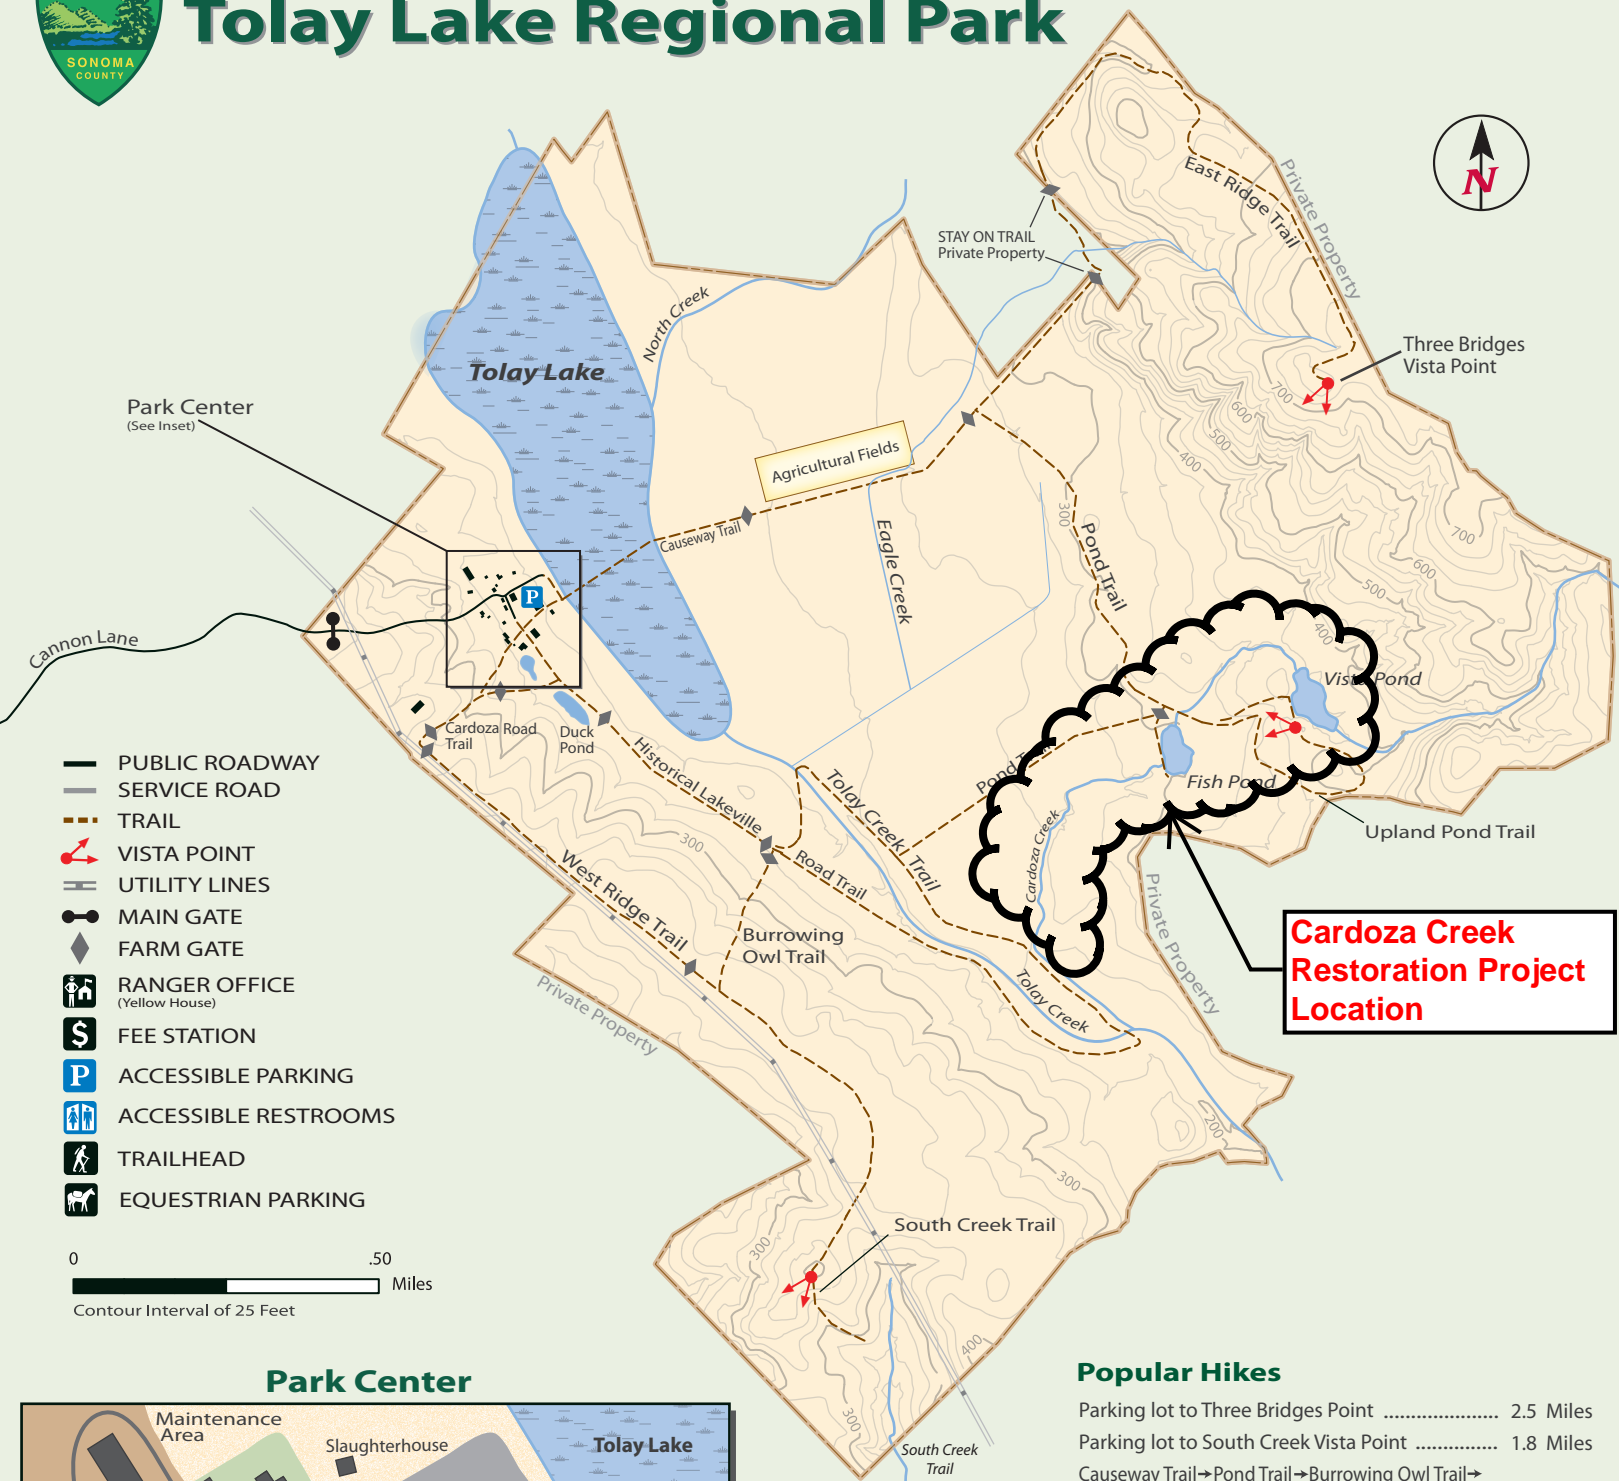 Tolay Lake Regional Park
SONOMA
COUNTY
N
East Ridge Trail
Private Property
STAY ON TRAIL
Private Property
North Creek
Three Bridges
Vista Point
Tolay Lake
700
600
500
400
Park Center
(See Inset)
Agricultural Fields
Causeway Trail
Eagle Creek
300
Pond Trail
700
600
500
400
P
Cannon Lane
Vista Pond
Cardoza Road
Trail
Duck
Pond
Historical Lakeville
Road Trail
Pond Trail
Fish Pond
Tolay Creek Trail
Cardoza Creek
Upland Pond Trail
300
West Ridge Trail
Burrowing
Owl Trail
Private Property
Private Property
Tolay Creek
Cardoza Creek
Restoration Project
Location
PUBLIC ROADWAY
SERVICE ROAD
TRAIL
VISTA POINT
UTILITY LINES
MAIN GATE
FARM GATE
RANGER OFFICE
(Yellow House)
$ FEE STATION
P ACCESSIBLE PARKING
ACCESSIBLE RESTROOMS
TRAILHEAD
EQUESTRIAN PARKING
200
300
South Creek Trail
300
400
300
0 .50
Miles
Contour Interval of 25 Feet
South Creek
Trail
Park Center
Maintenance
Area
Slaughterhouse
Tolay Lake
Popular Hikes
Parking lot to Three Bridges Point .................... 2.5 Miles
Parking lot to South Creek Vista Point ............... 1.8 Miles
Causeway Trail→Pond Trail→Burrowing Owl Trail→